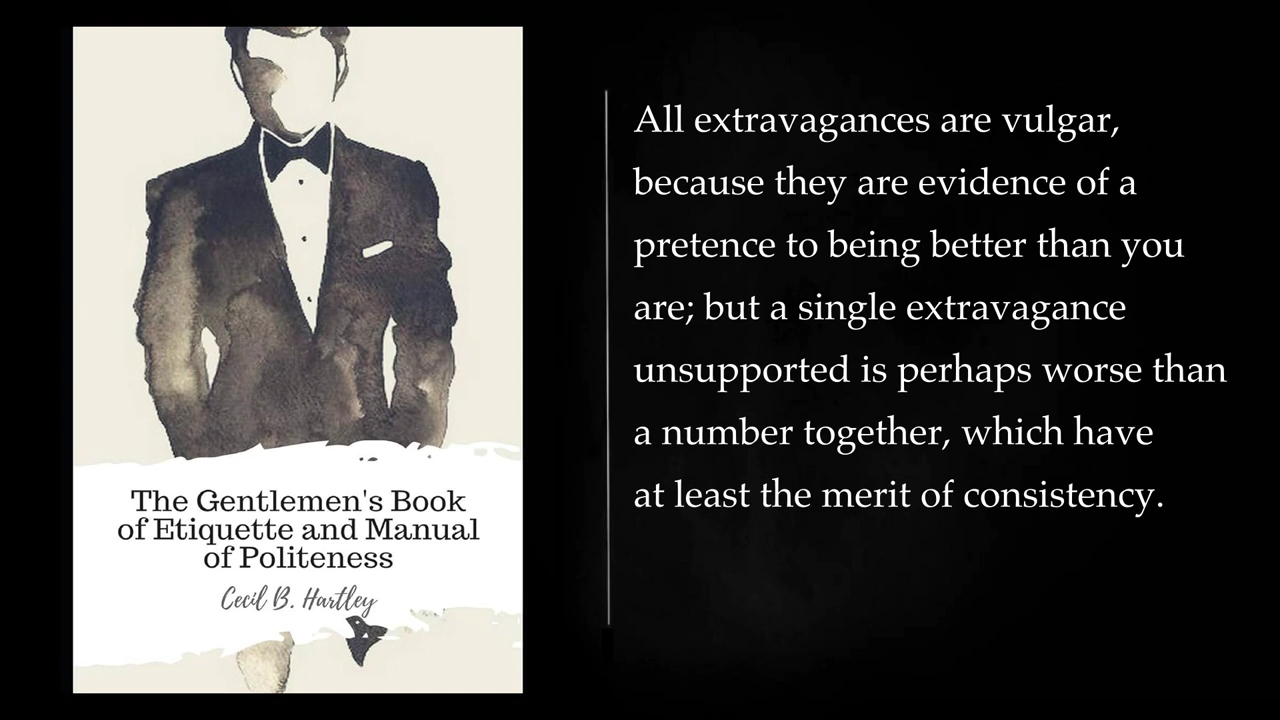 The Gentlemen's Book
of Etiquette and Manual
of Politeness
Cecil B. Hartley
All extravagances are vulgar,
because they are evidence of a
pretence to being better than you
are; but a single extravagance
unsupported is perhaps worse than
a number together, which have
at least the merit of consistency.